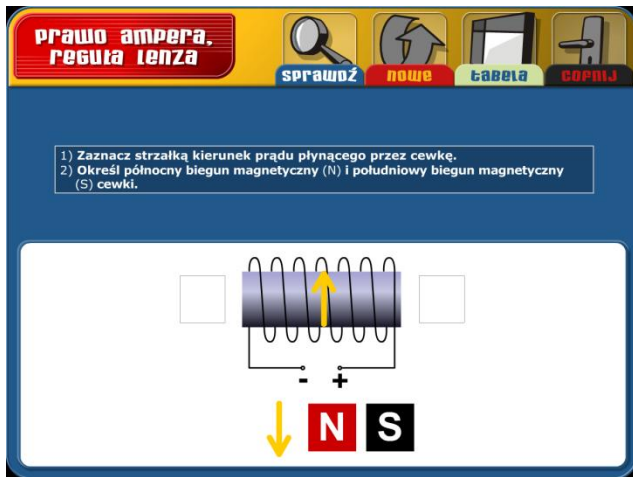 prawo ampera,
reguła lenza
sprawdź
nowe
tabela
cofnij
1) Zaznacz strzałką kierunek prądu płynącego przez cewkę.
2) Określ północny biegun magnetyczny (N) i południowy biegun magnetyczny
(S) cewki.
- +
N S